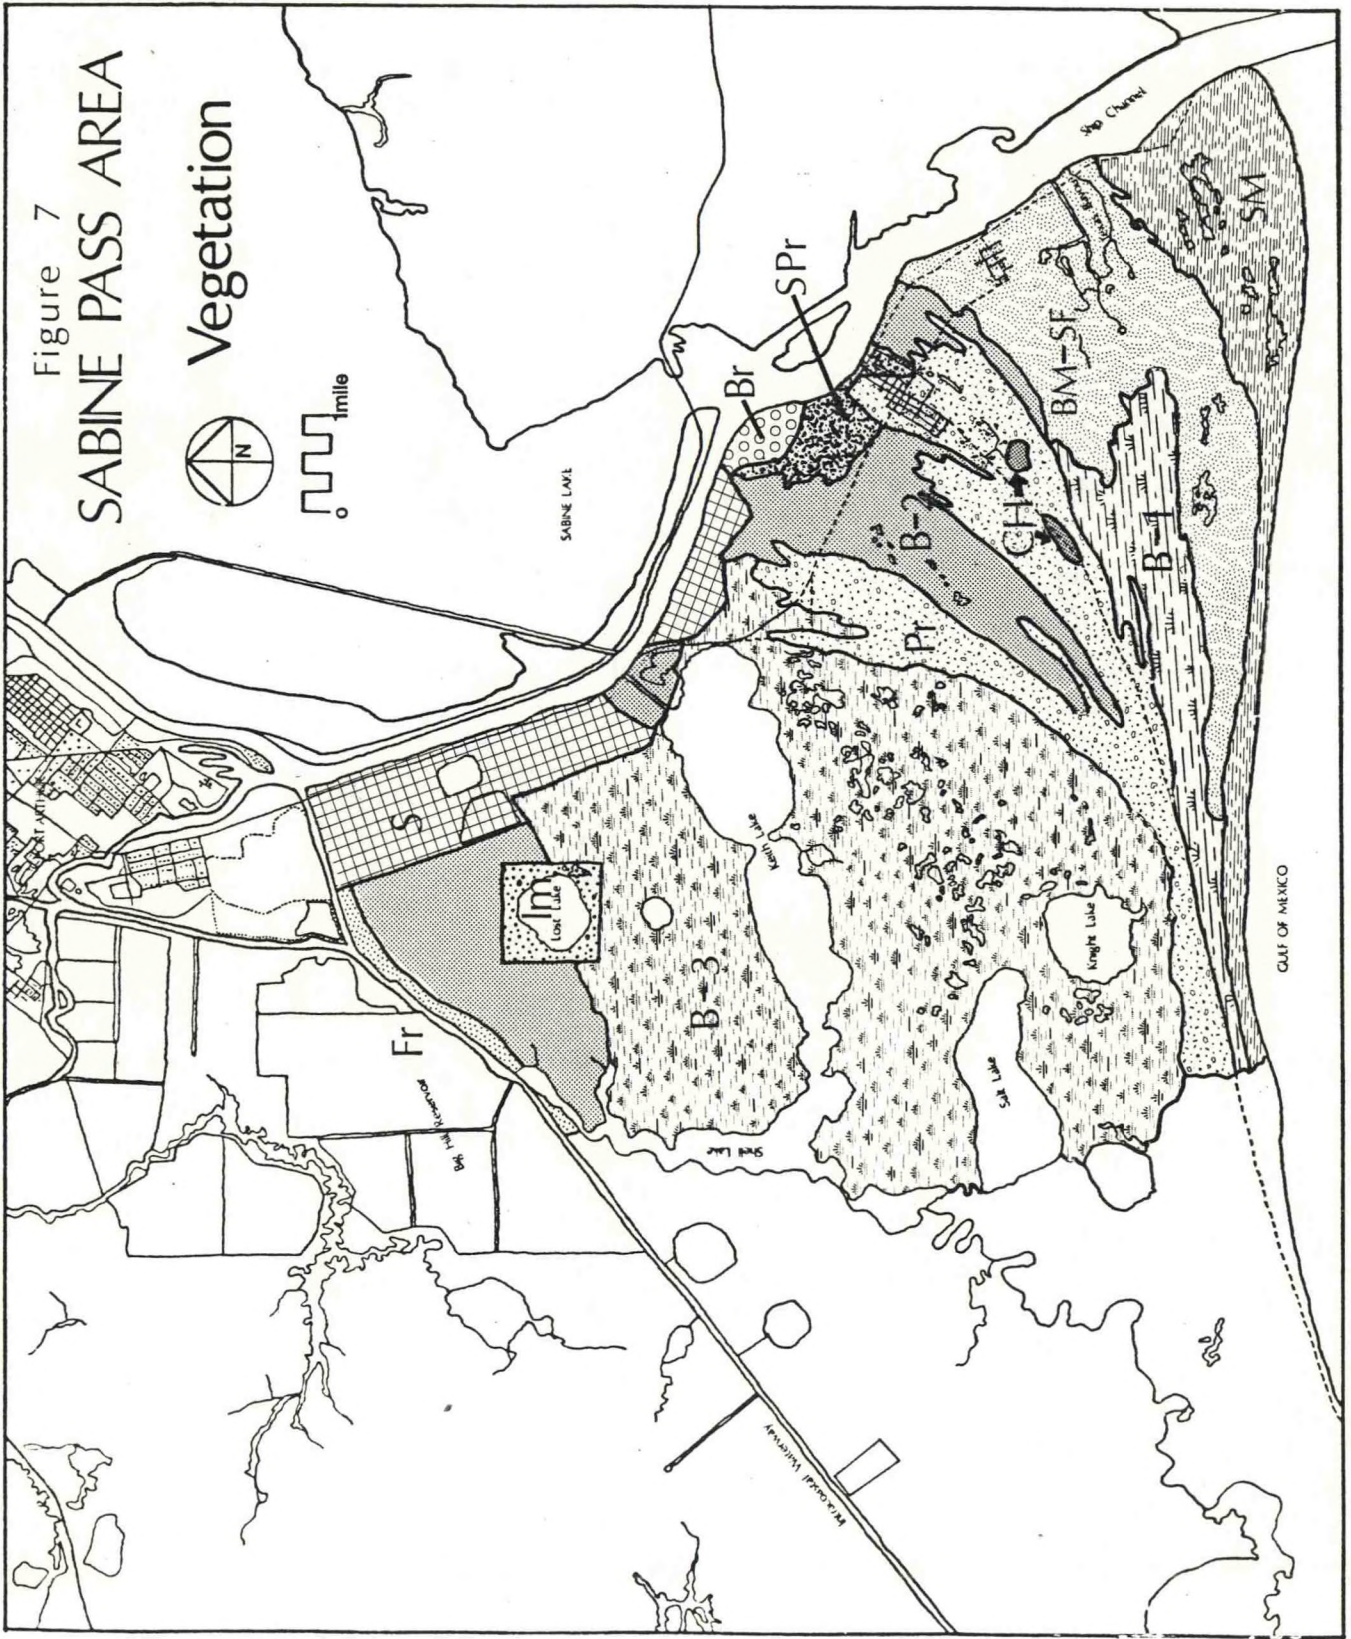 Figure 7
SABINE PASS AREA
Vegetation
N
0 1mile
SABINE LAKE
Ship Channel
SPr
Br
SM
BM-SF
CH
B-2
B-1
Pr
S
Im
LOST LAKE
Keith Lake
B-3
Knight Lake
Salt Lake
Shell Lake
Fr
Big Hill Reservoir
GULF OF MEXICO
Intracoastal Waterway